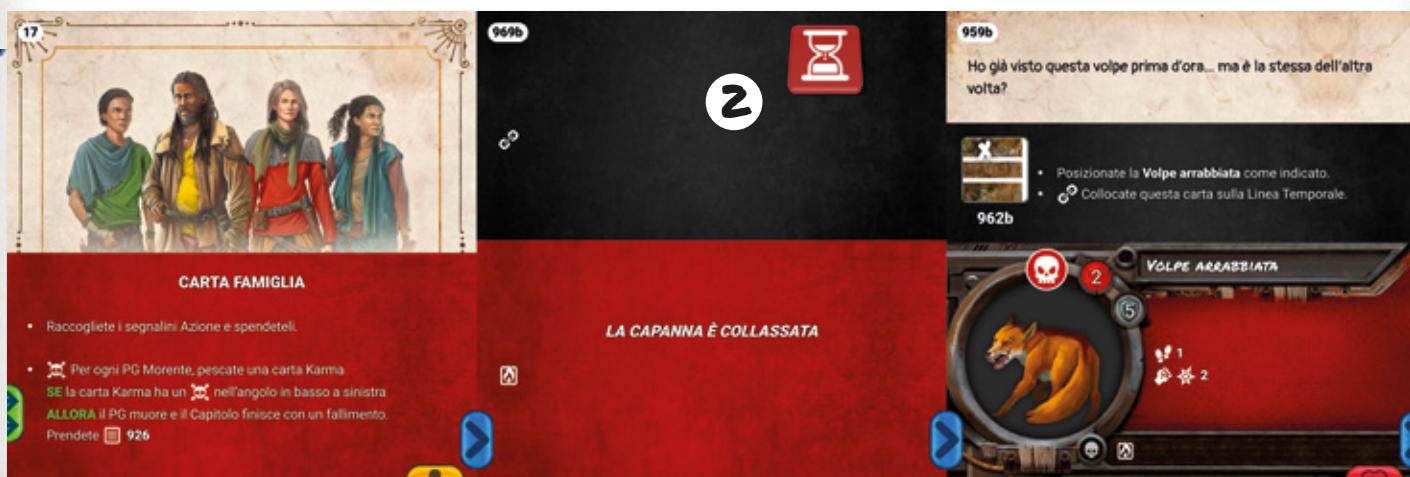 17
CARTA FAMIGLIA
Raccogliete i segnalini Azione e spendeteli.
Per ogni PG Morente, pescate una carta Karma
SE la carta Karma ha un nell'angolo in basso a sinistra
ALLORA il PG muore e il Capitolo finisce con un fallimento.
Prendete 926
969b
2
LA CAPANNA È COLLASSATA
959b
Ho già visto questa volpe prima d'ora... ma è la stessa dell'altra
volta?
X
Posizionate la Volpe arrabbiata come indicato.
Collocate questa carta sulla Linea Temporale.
962b
2
VOLPE ARRABBIATA
5
1
2